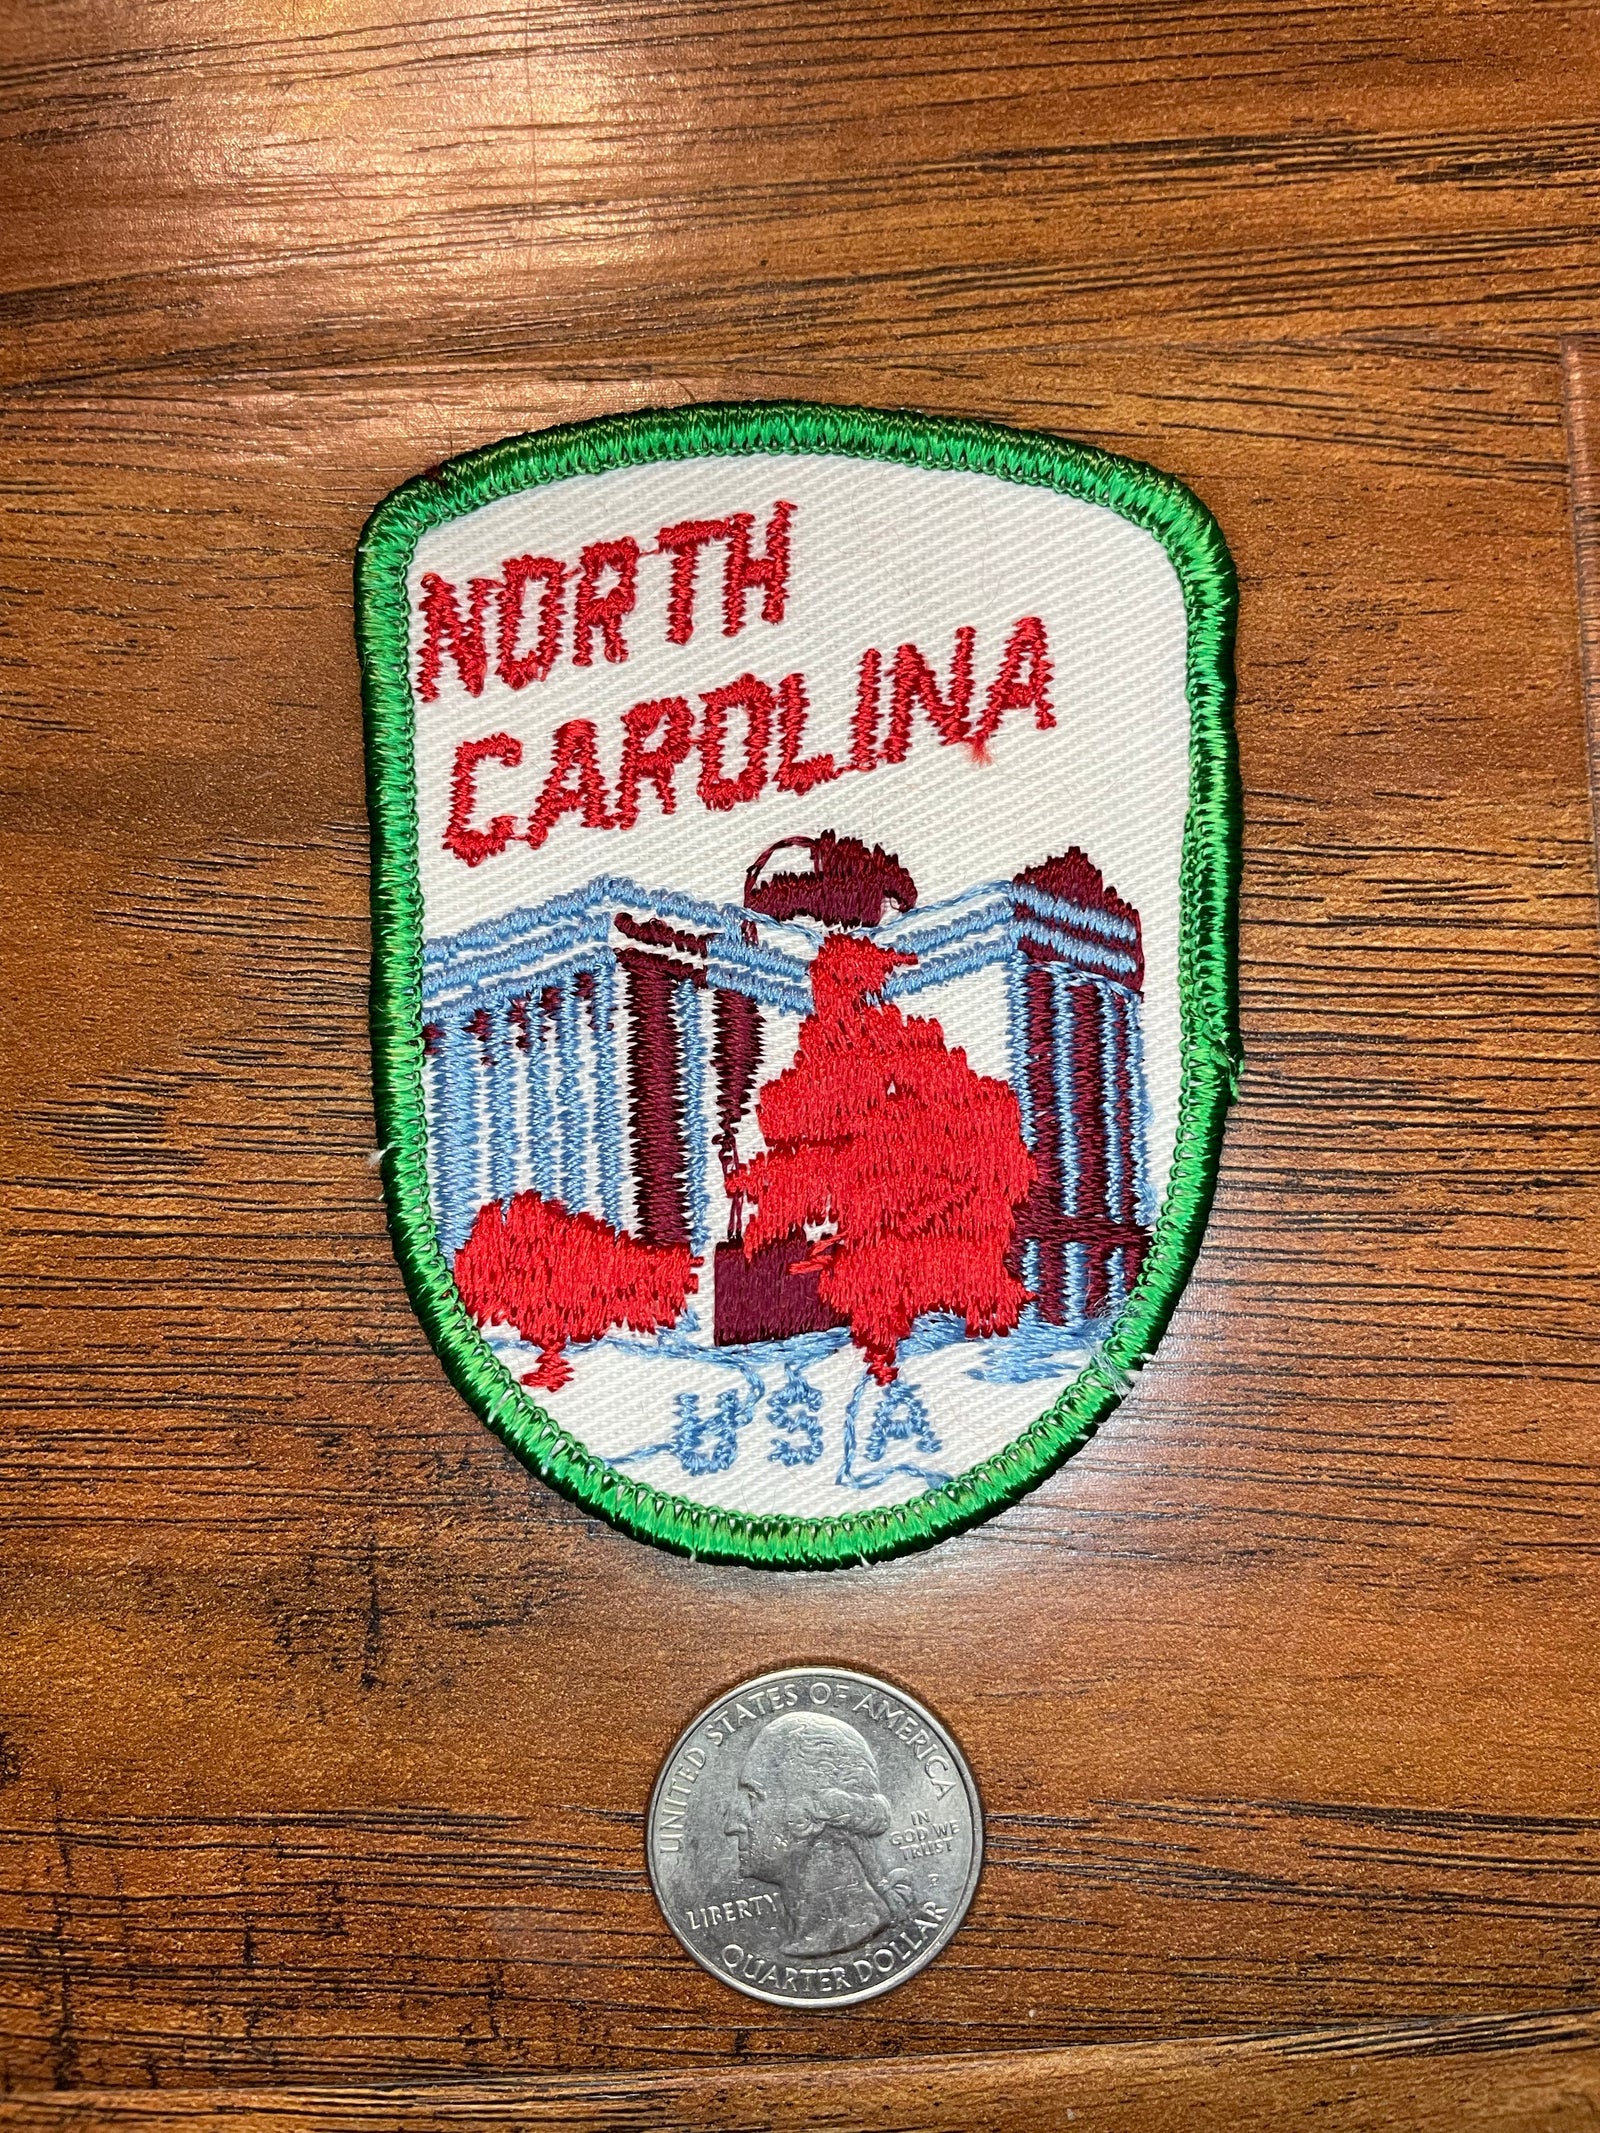 NORTH
CAROLINA
USA
UNITED STATES OF AMERICA
IN
GOD WE
TRUST
P
LIBERTY
QUARTER DOLLAR